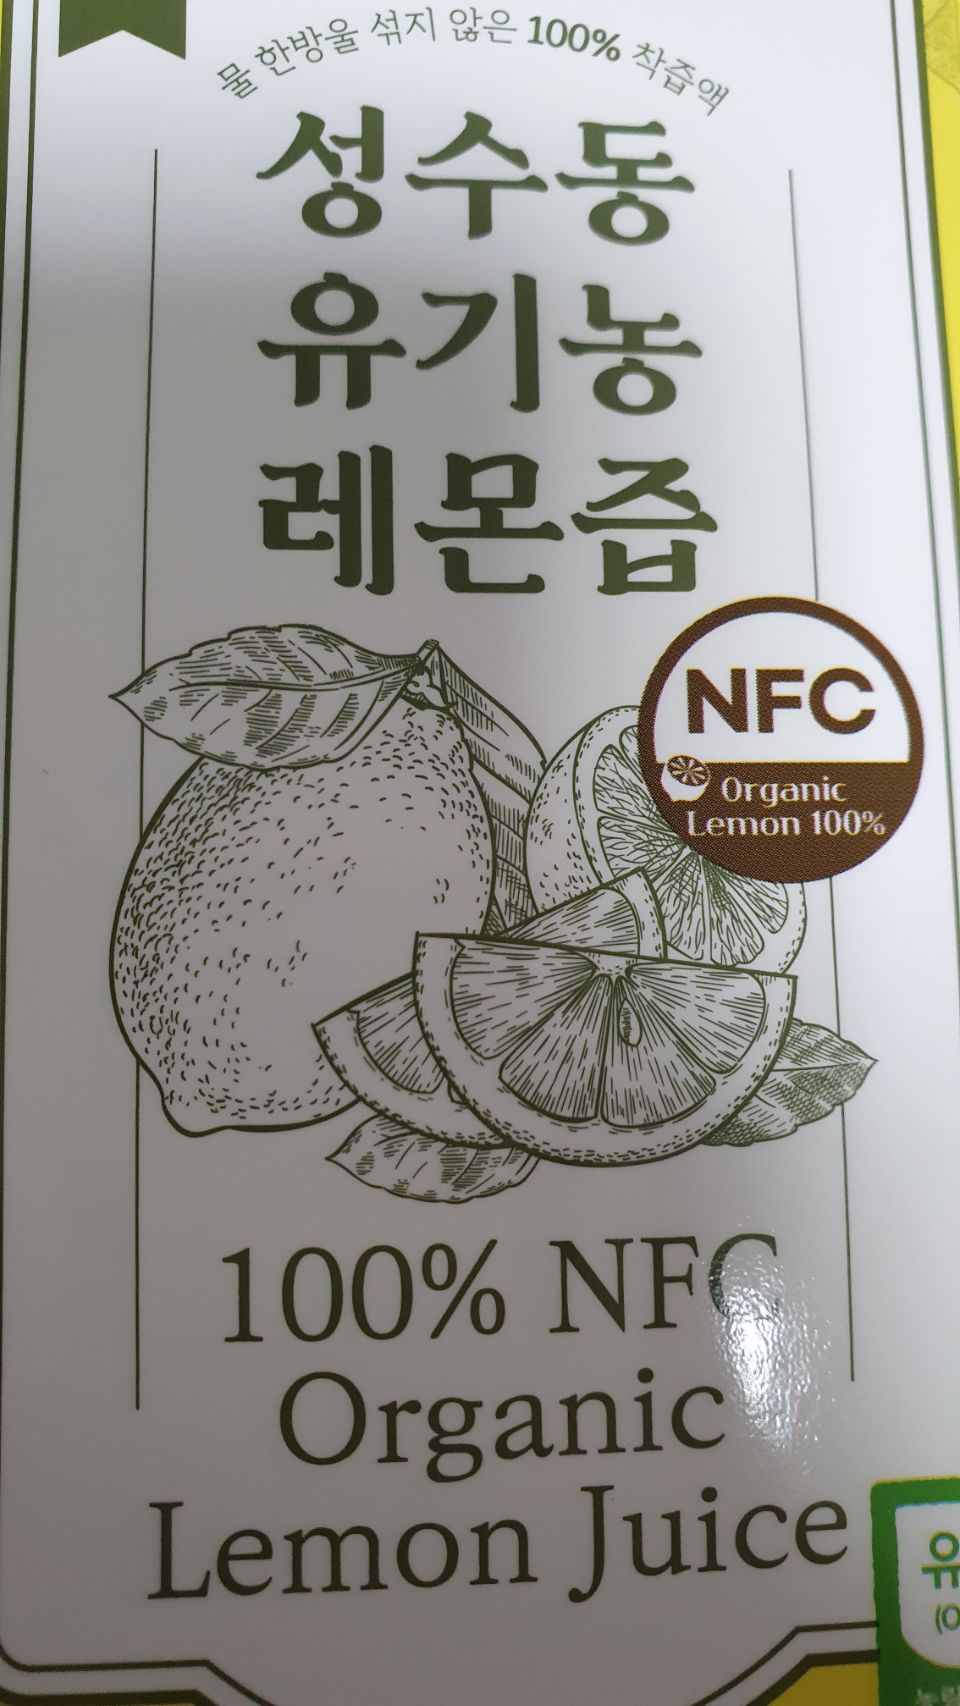 물 한방울 섞지 않은 100% 착즙액
성수동
유기농
레몬즙
NFC
Organic
Lemon 100%
100% NFC
Organic
Lemon Juice
유